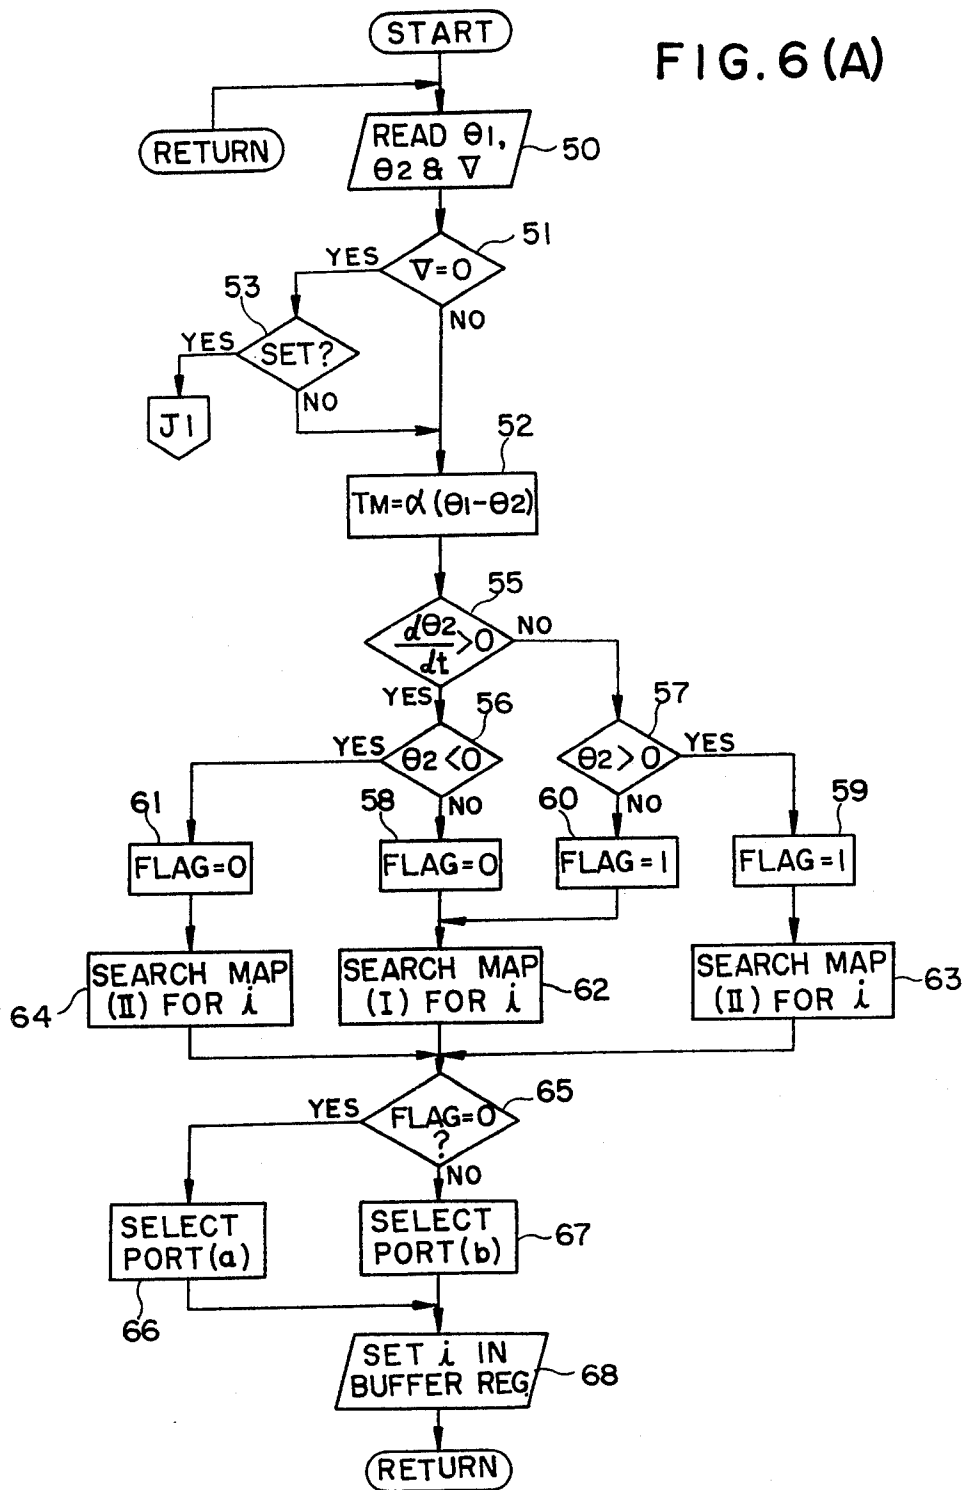 START
FIG. 6 (A)
RETURN
READ θ1,
θ2 & V
50
51
V=0
YES
NO
53
SET?
YES
NO
J1
52
TM=α(θ1-θ2)
55
dθ2
dt
>0
NO
YES
56
θ2<0
YES
NO
57
θ2>0
YES
NO
61
FLAG=0
58
FLAG=0
60
FLAG=1
59
FLAG=1
SEARCH MAP
(II) FOR i
64
SEARCH MAP
(I) FOR i
62
SEARCH MAP
(II) FOR i
63
65
FLAG=0
?
YES
NO
SELECT
PORT(a)
66
SELECT
PORT(b)
67
SET i IN
BUFFER REG.
68
RETURN